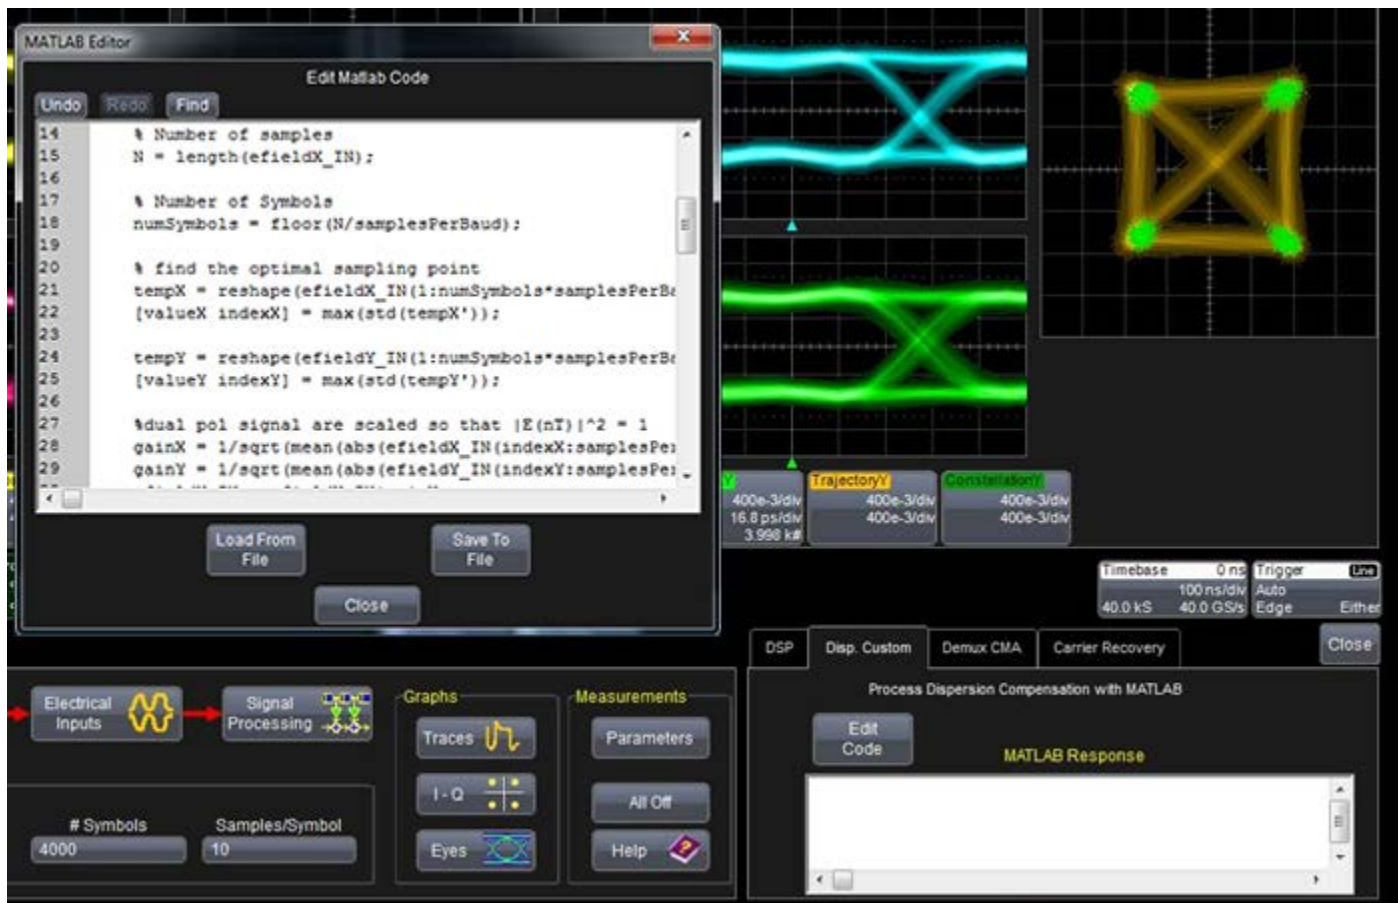 MATLAB Editor
Edit Matlab Code
Undo Redo Find
14 % Number of samples
15 N = length(efieldX_IN);
16
17 % Number of Symbols
18 numSymbols = floor(N/samplesPerBaud);
19
20 % find the optimal sampling point
21 tempX = reshape(efieldX_IN(1:numSymbols*samplesPerBa
22 [valueX indexX] = max(std(tempX'));
23
24 tempY = reshape(efieldY_IN(1:numSymbols*samplesPerBa
25 [valueY indexY] = max(std(tempY'));
26
27 %dual pol signal are scaled so that |E(nT)|^2 = 1
28 gainX = 1/sqrt(mean(abs(efieldX_IN(indexX:samplesPe
29 gainY = 1/sqrt(mean(abs(efieldY_IN(indexY:samplesPe
Load From
File
Save To
File
Close
Y
400e-3/div
16.8 ps/div
3.998 k#
TrajectoryY
400e-3/div
400e-3/div
ConstellationY
400e-3/div
400e-3/div
Timebase 0 ns
100 ns/div
40.0 kS 40.0 GS/s
Trigger Line
Auto
Edge Either
DSP Disp. Custom Demux CMA Carrier Recovery
Close
Process Dispersion Compensation with MATLAB
Edit
Code
MATLAB Response
Electrical
Inputs
Signal
Processing
Graphs
Traces
I - Q
Eyes
Measurements
Parameters
All Off
Help
# Symbols Samples/Symbol
4000 10